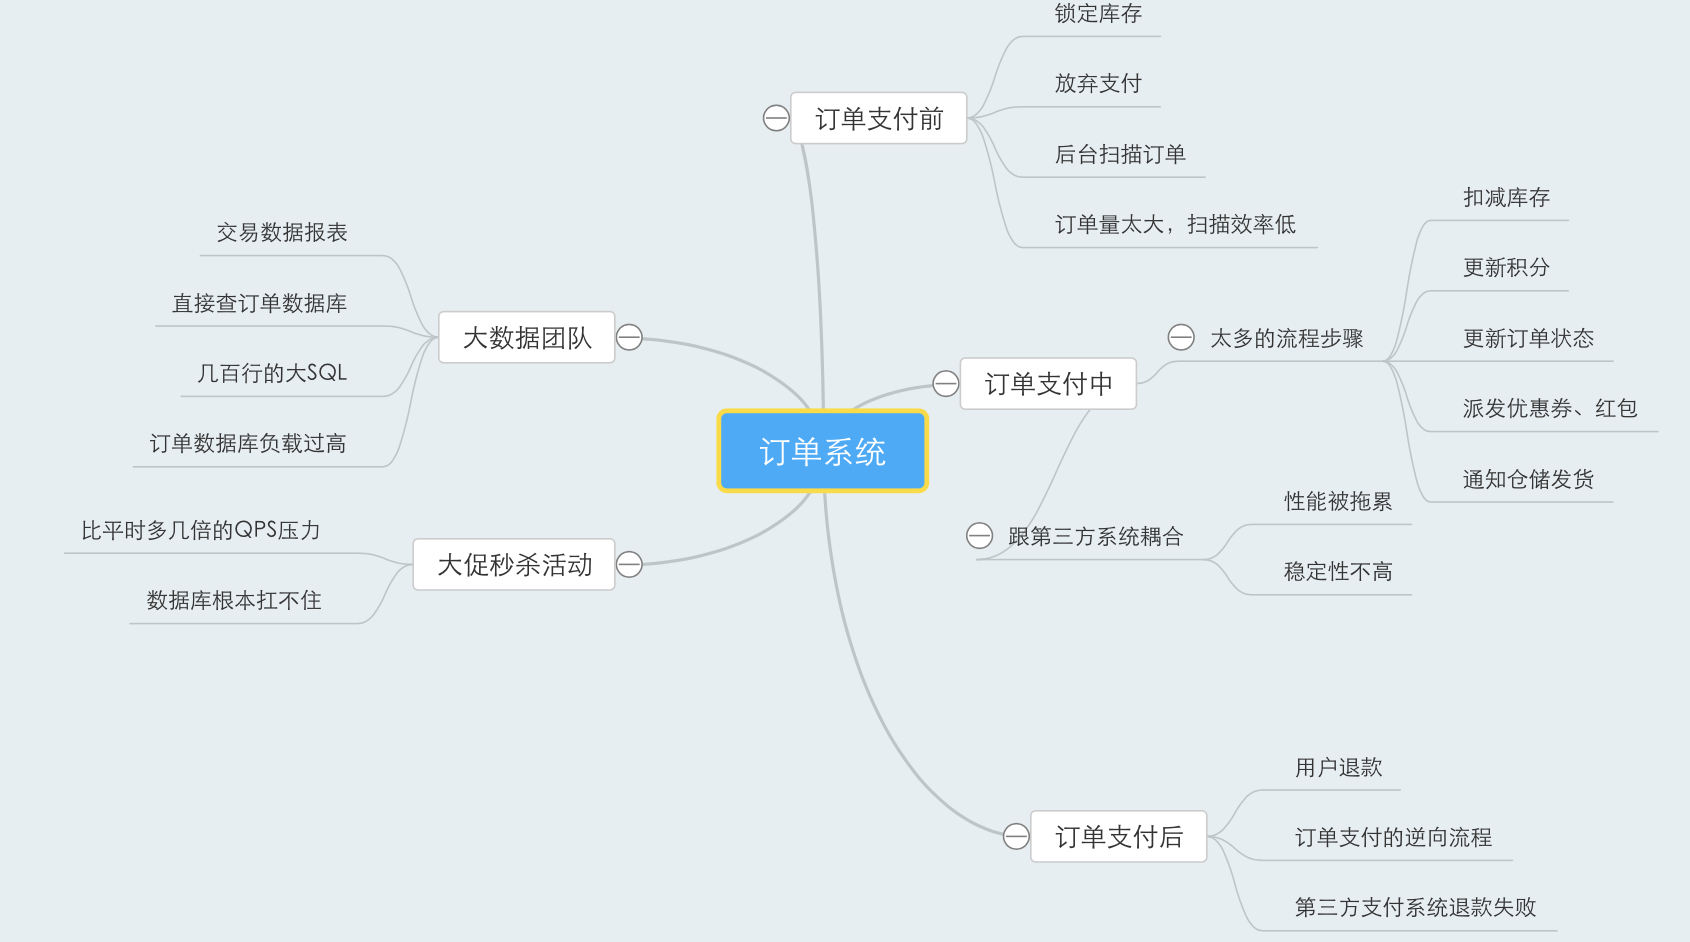 订单系统
订单支付前
锁定库存
放弃支付
后台扫描订单
订单量太大，扫描效率低
订单支付中
太多的流程步骤
扣减库存
更新积分
更新订单状态
派发优惠券、红包
通知仓储发货
跟第三方系统耦合
性能被拖累
稳定性不高
订单支付后
用户退款
订单支付的逆向流程
第三方支付系统退款失败
大数据团队
交易数据报表
直接查订单数据库
几百行的大SQL
订单数据库负载过高
大促秒杀活动
比平时多几倍的QPS压力
数据库根本扛不住